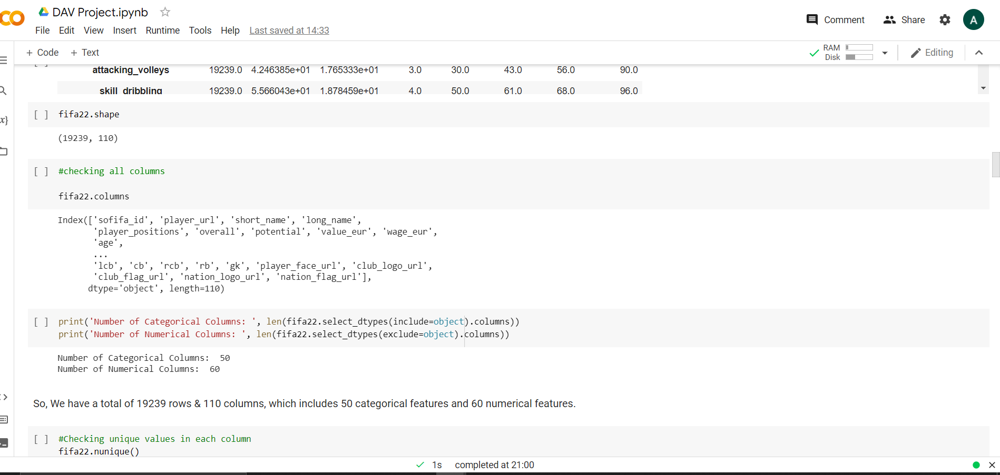 DAV Project.ipynb
Comment
Share
A
File Edit View Insert Runtime Tools Help Last saved at 14:33
+ Code + Text
RAM
Disk
Editing
attacking_volleys 19239.0 4.246385e+01 1.765333e+01 3.0 30.0 43.0 56.0 90.0
skill_dribbling 19239.0 5.566043e+01 1.878459e+01 4.0 50.0 61.0 68.0 96.0
[ ] fifa22.shape
(19239, 110)
[ ] #checking all columns
fifa22.columns
Index(['sofifa_id', 'player_url', 'short_name', 'long_name',
'player_positions', 'overall', 'potential', 'value_eur', 'wage_eur',
'age',
...
'lcb', 'cb', 'rcb', 'rb', 'gk', 'player_face_url', 'club_logo_url',
'club_flag_url', 'nation_logo_url', 'nation_flag_url'],
dtype='object', length=110)
[ ] print('Number of Categorical Columns: ', len(fifa22.select_dtypes(include=object).columns))
print('Number of Numerical Columns: ', len(fifa22.select_dtypes(exclude=object).columns))
Number of Categorical Columns:  50
Number of Numerical Columns:  60
So, We have a total of 19239 rows & 110 columns, which includes 50 categorical features and 60 numerical features.
[ ] #Checking unique values in each column
fifa22.nunique()
1s completed at 21:00